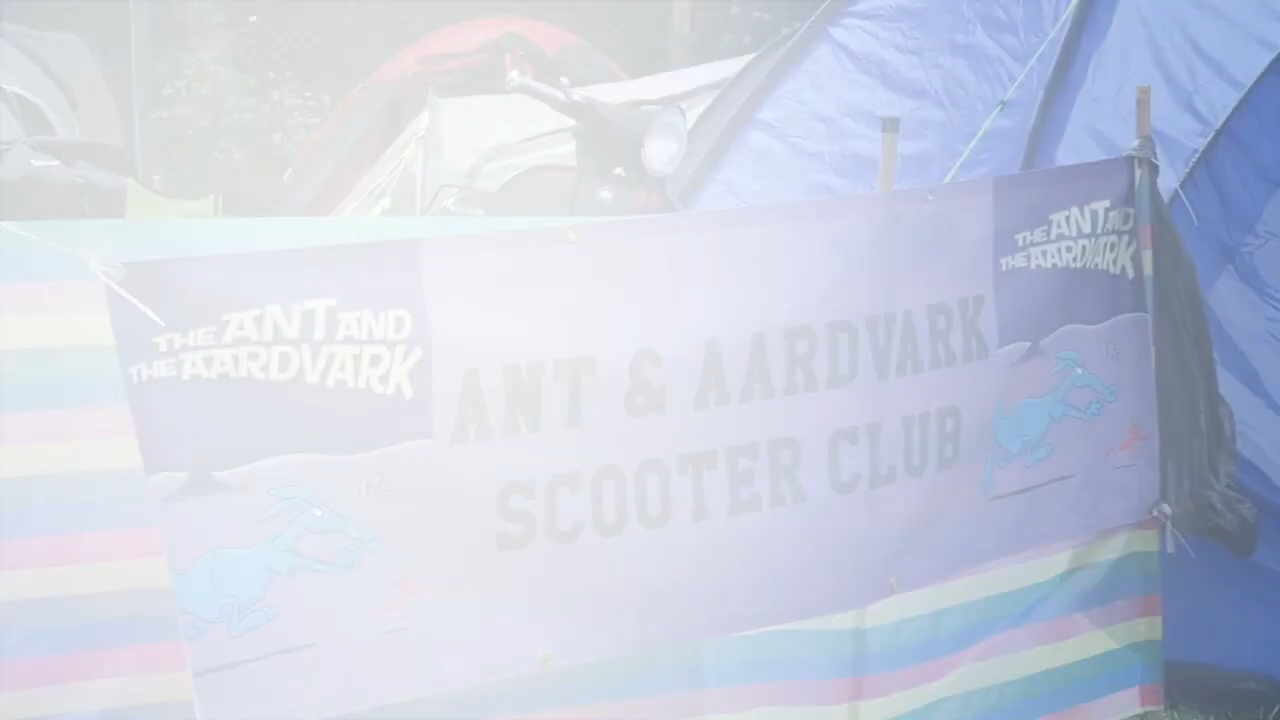 THE ANT AND
THE AARDVARK
ANT & AARDVARK
SCOOTER CLUB
THE ANT AND
THE AARDVARK